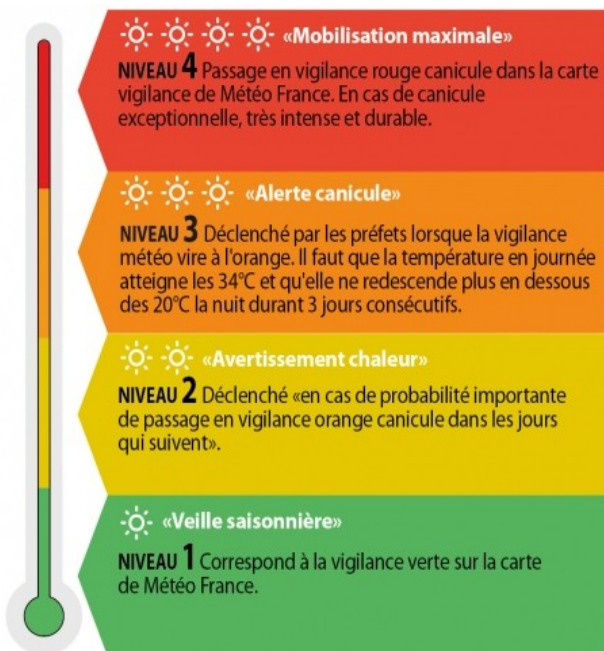 «Mobilisation maximale»
NIVEAU 4 Passage en vigilance rouge canicule dans la carte
vigilance de Météo France. En cas de canicule
exceptionnelle, très intense et durable.
«Alerte canicule»
NIVEAU 3 Déclenché par les préfets lorsque la vigilance
météo vire à l'orange. Il faut que la température en journée
atteigne les 34°C et qu'elle ne redescende plus en dessous
des 20°C la nuit durant 3 jours consécutifs.
«Avertissement chaleur»
NIVEAU 2 Déclenché «en cas de probabilité importante
de passage en vigilance orange canicule dans les jours
qui suivent».
«Veille saisonnière»
NIVEAU 1 Correspond à la vigilance verte sur la carte
de Météo France.